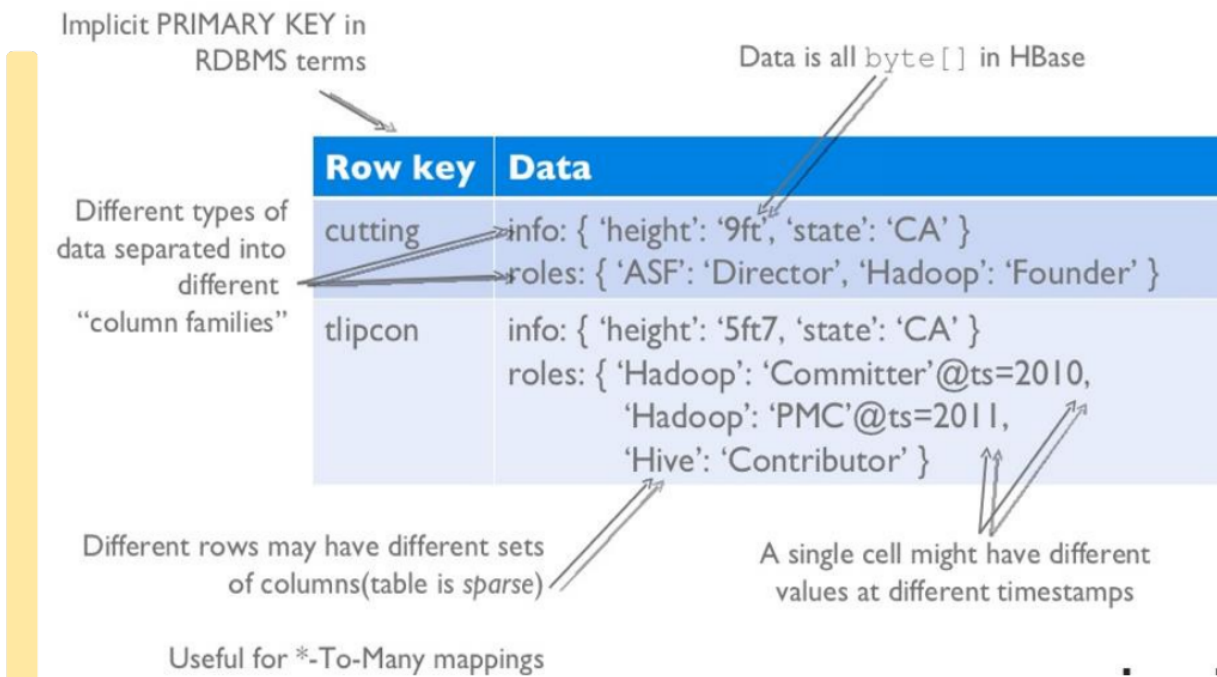 Implicit PRIMARY KEY in
RDBMS terms
Data is all byte[] in HBase
Row key Data
Different types of
data separated into
different
“column families”
cutting info: { ‘height’: ‘9ft’, ‘state’: ‘CA’ }
roles: { ‘ASF’: ‘Director’, ‘Hadoop’: ‘Founder’ }
tlipcon info: { ‘height’: ‘5ft7, ‘state’: ‘CA’ }
roles: { ‘Hadoop’: ‘Committer’@ts=2010,
‘Hadoop’: ‘PMC’@ts=2011,
‘Hive’: ‘Contributor’ }
Different rows may have different sets
of columns(table is sparse)
A single cell might have different
values at different timestamps
Useful for *-To-Many mappings